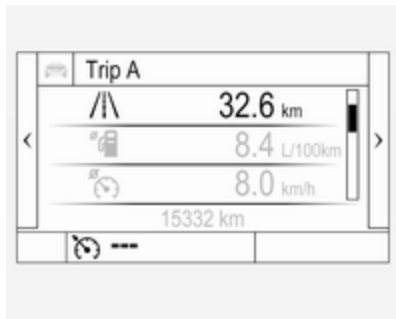 Trip A
32.6 km
ø 8.4 L/100km
ø 8.0 km/h
15332 km
---